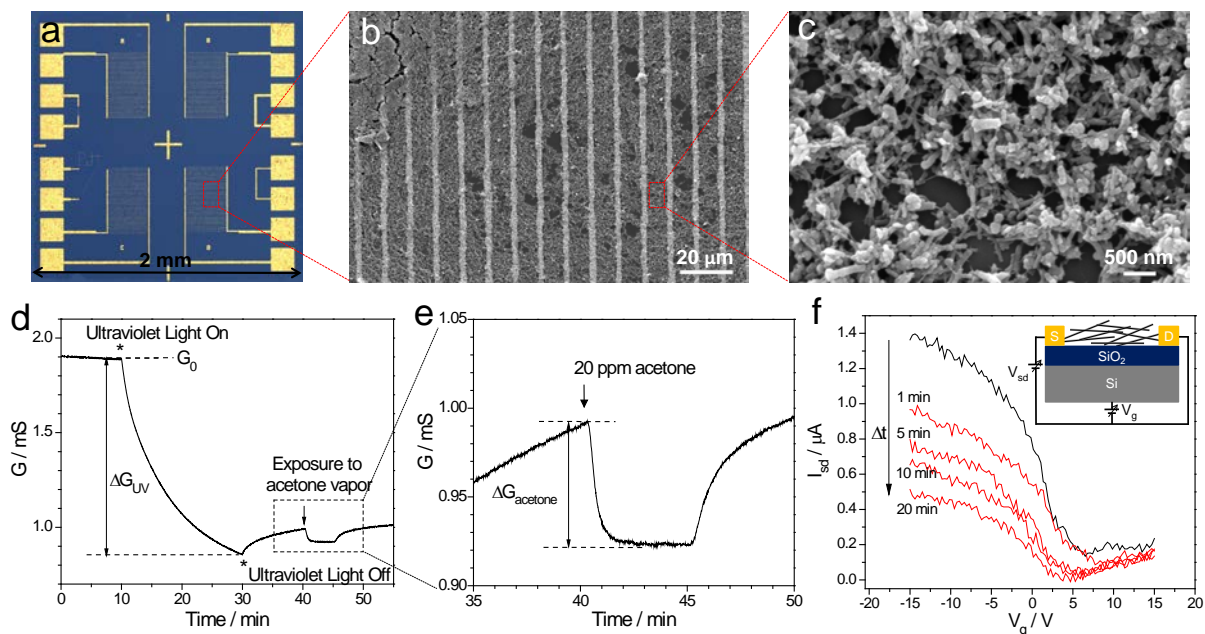 a
2 mm
b
20 μm
c
500 nm
d
Ultraviolet Light On
*
G0
ΔGUV
Exposure to
acetone vapor
*
Ultraviolet Light Off
2.0
1.5
1.0
G / mS
0 10 20 30 40 50
Time / min
e
1.05
1.00
0.95
0.90
G / mS
20 ppm acetone
ΔGacetone
35 40 45 50
Time / min
f
1.4
1.2
1.0
0.8
0.6
0.4
0.2
0.0
Isd / μA
Δt
1 min
5 min
10 min
20 min
S
D
SiO2
Si
Vsd
Vg
-20 -15 -10 -5 0 5 10 15 20
Vg / V